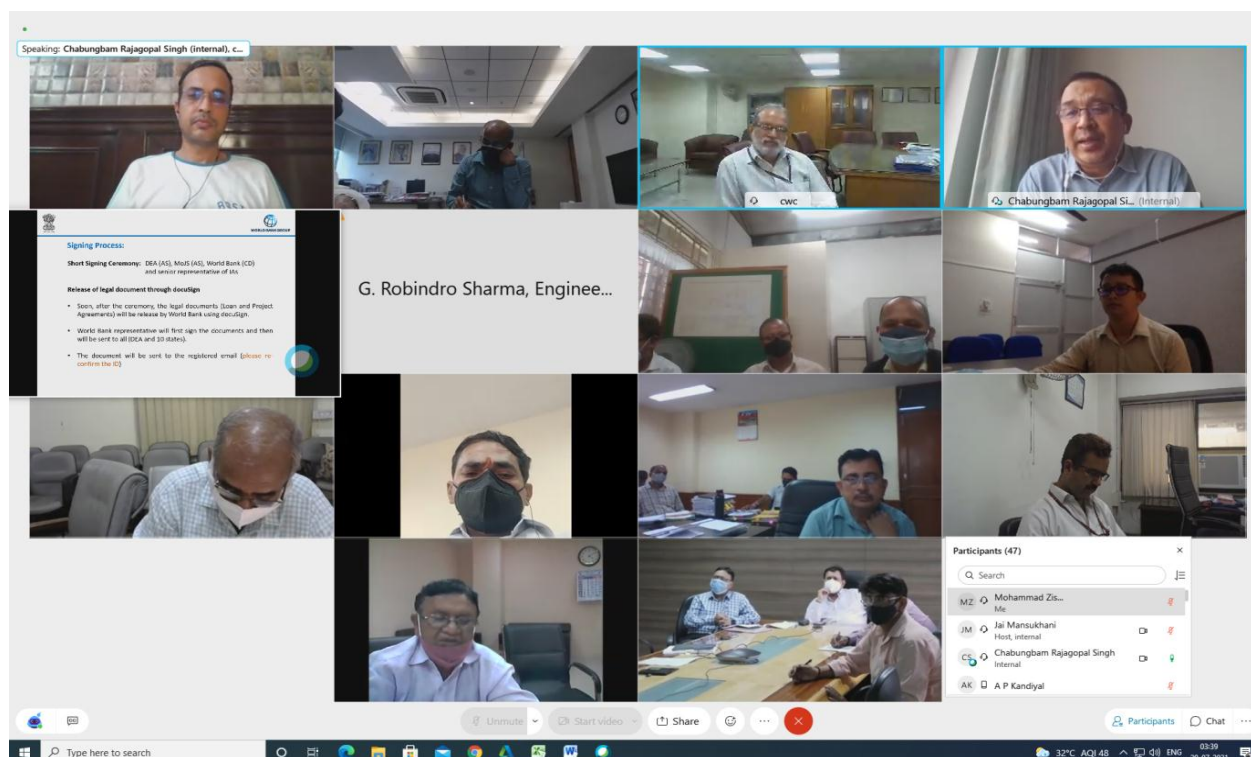 Speaking: Chabungbam Rajagopal Singh (internal), c...
cwc
Chabungbam Rajagopal Si... (Internal)
WORLD BANK GROUP
Signing Process:
Short Signing Ceremony: DEA (AS), MoJS (AS), World Bank (CD)
and senior representative of IAs
Release of legal document through docuSign
• Soon, after the ceremony, the legal documents (Loan and Project
Agreements) will be release by World Bank using docuSign.
• World Bank representative will first sign the documents and then
will be sent to all (DEA and 10 states).
• The document will be sent to the registered email (please re-
confirm the ID)
G. Robindro Sharma, Enginee...
Participants (47)
Search
MZ Mohammad Zis...
Me
JM Jai Mansukhani
Host, internal
CS Chabungbam Rajagopal Singh
Internal
AK A P Kandiyal
Unmute
Start video
Share
Participants
Chat
Type here to search
32°C AQI 48
ENG
03:39